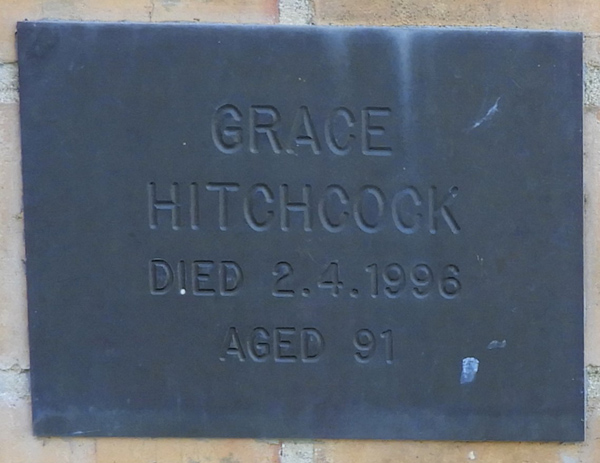 GRACE
HITCHCOCK
DIED 2.4.1996
AGED 91